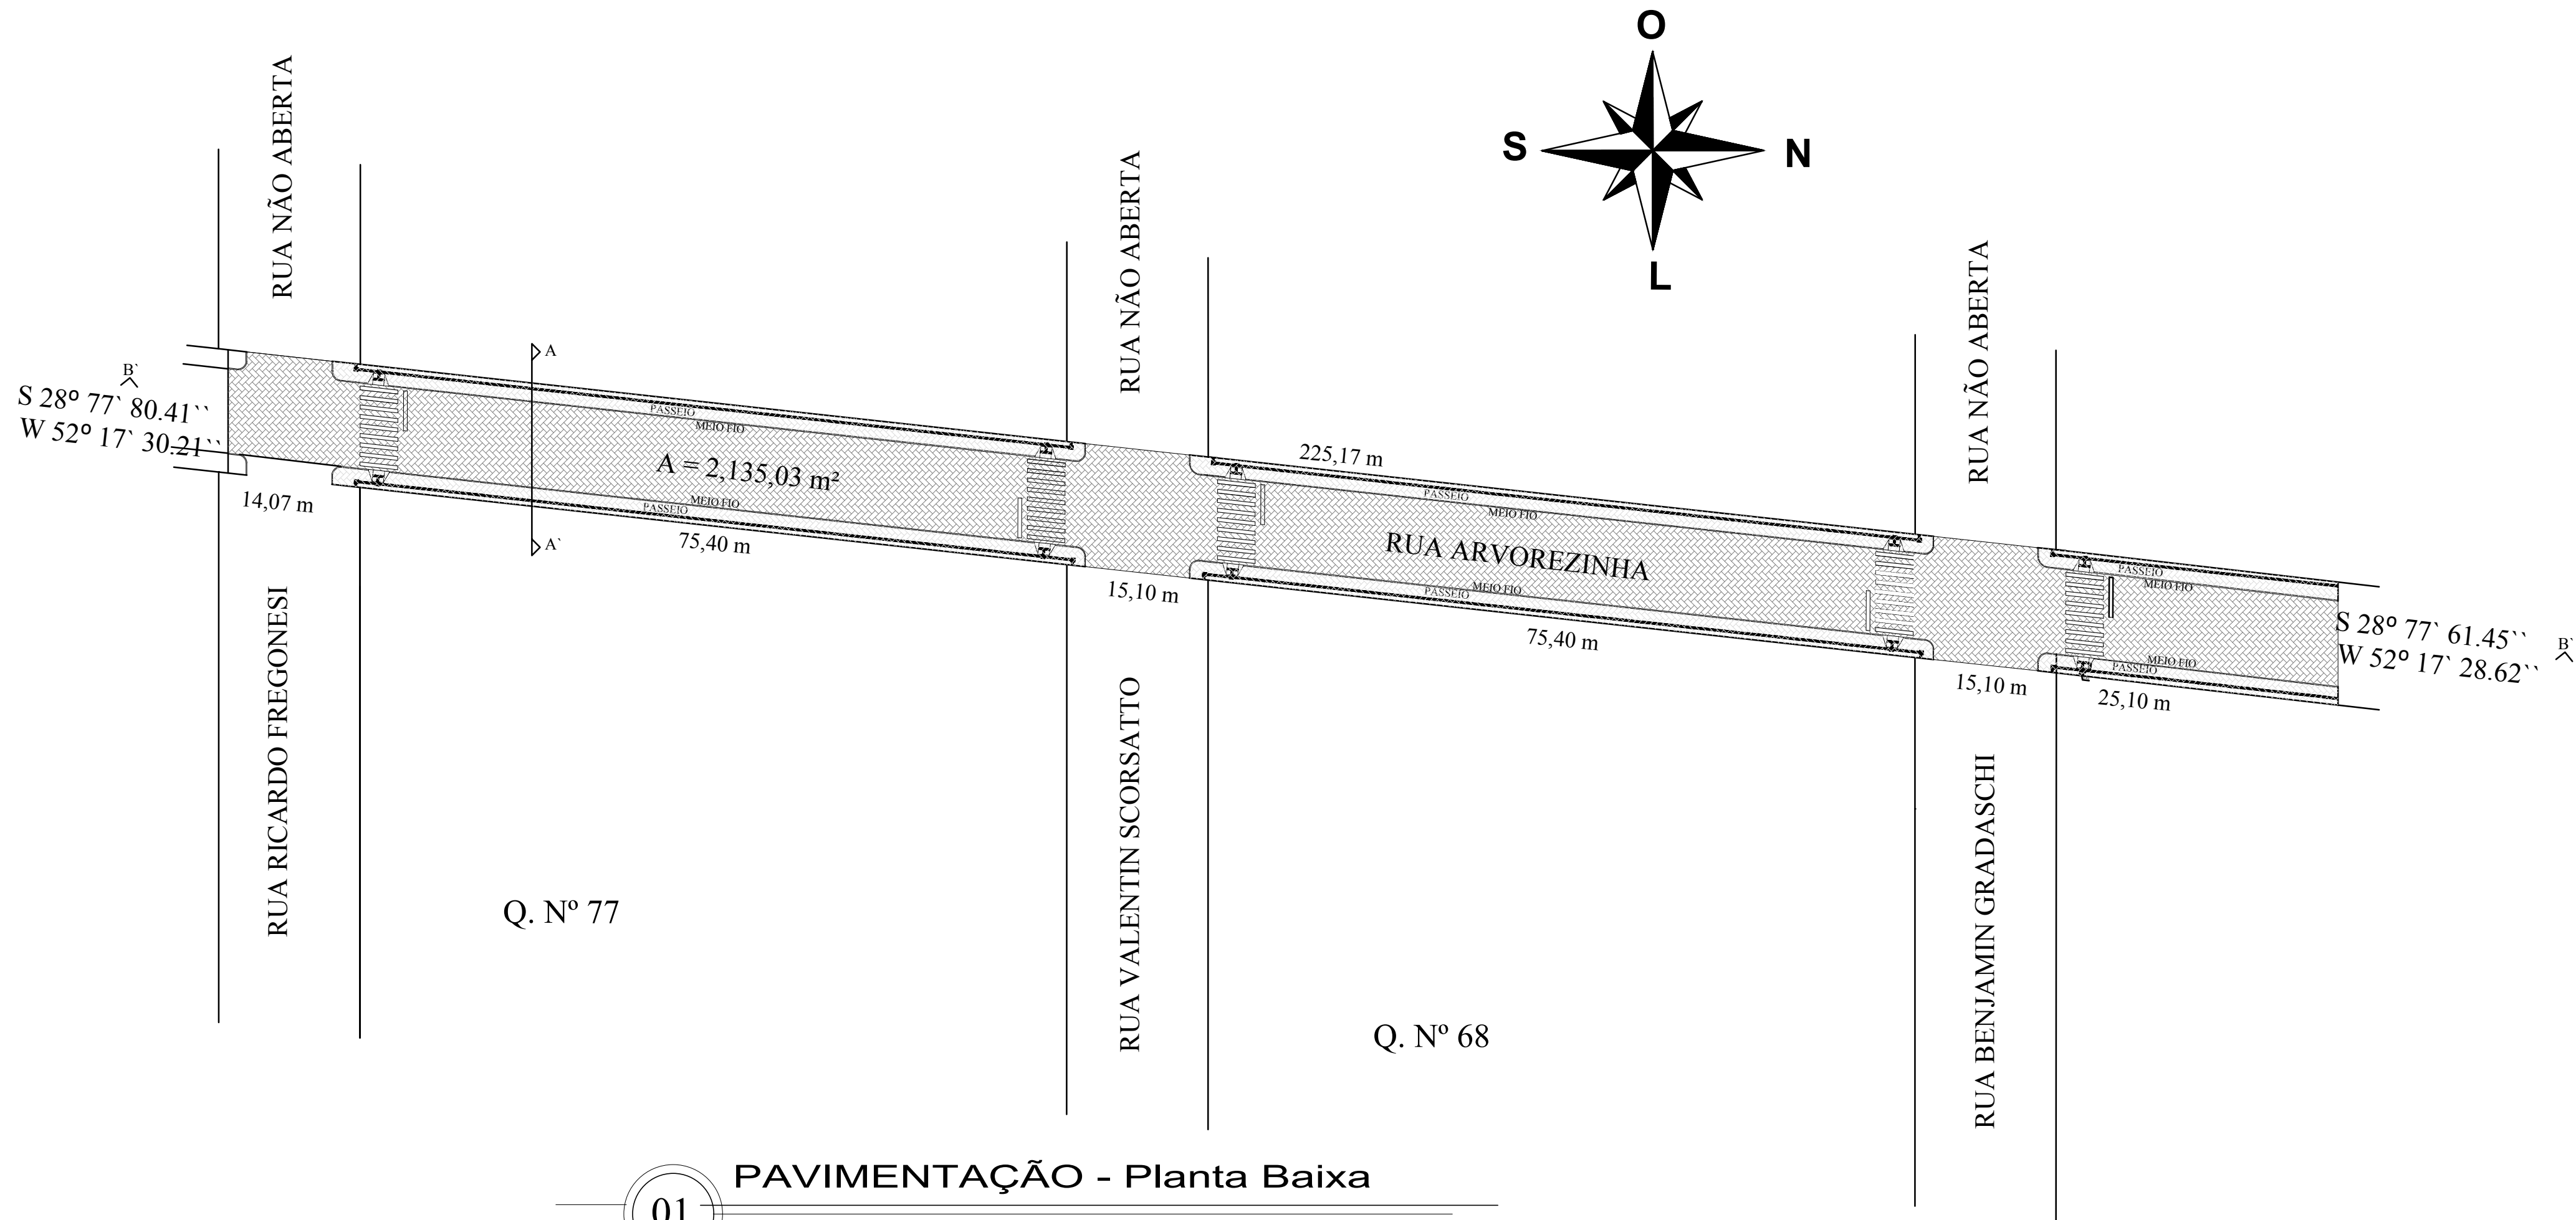 O
S
N
L
RUA NÃO ABERTA
RUA NÃO ABERTA
RUA NÃO ABERTA
B`
S 28º 77` 80.41``
W 52º 17` 30.21``
A
PASSEIO
MEIO FIO
A = 2,135,03 m²
MEIO FIO
PASSEIO
A`
14,07 m
75,40 m
15,10 m
225,17 m
PASSEIO
MEIO FIO
RUA ARVOREZINHA
MEIO FIO
PASSEIO
75,40 m
15,10 m
PASSEIO
MEIO FIO
MEIO FIO
PASSEIO
25,10 m
S 28º 77` 61.45``
W 52º 17` 28.62``
B`
RUA RICARDO FREGONESI
RUA VALENTIN SCORSATTO
RUA BENJAMIN GRADASCHI
Q. Nº 77
Q. Nº 68
PAVIMENTAÇÃO - Planta Baixa
01